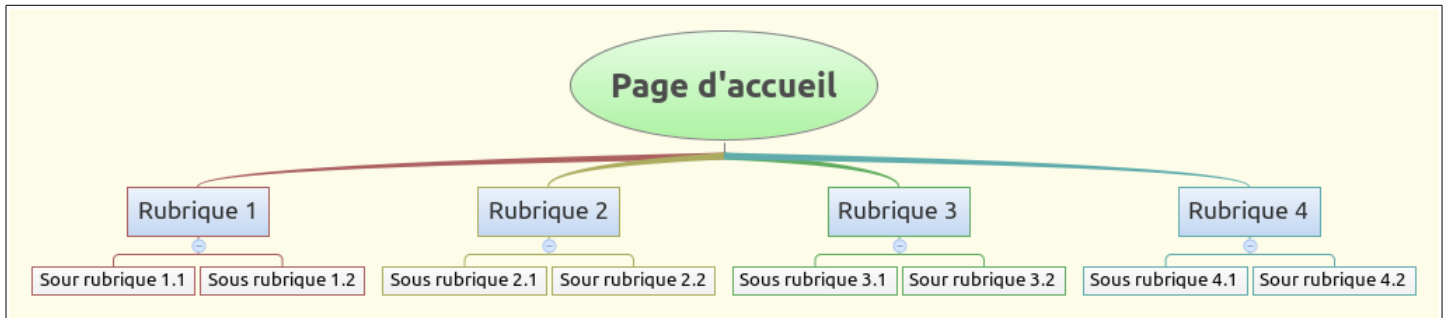 Page d'accueil
Rubrique 1
Rubrique 2
Rubrique 3
Rubrique 4
Sour rubrique 1.1
Sous rubrique 1.2
Sous rubrique 2.1
Sour rubrique 2.2
Sous rubrique 3.1
Sour rubrique 3.2
Sous rubrique 4.1
Sour rubrique 4.2